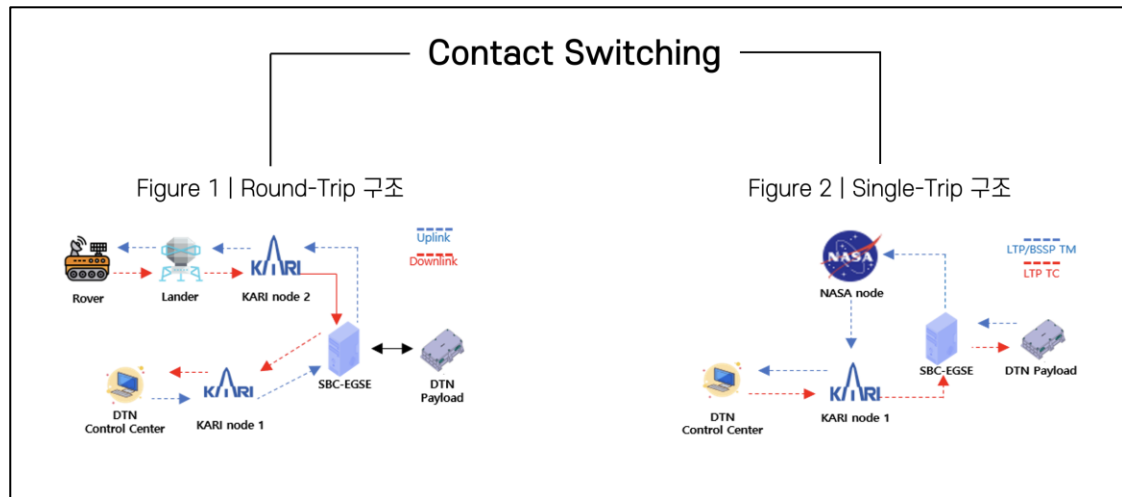 Contact Switching
Figure 1 | Round-Trip 구조
Uplink
Downlink
Rover
Lander
KARI
KARI node 2
SBC-EGSE
DTN
Payload
DTN
Control Center
KARI
KARI node 1
Figure 2 | Single-Trip 구조
LTP/BSSP TM
LTP TC
NASA
NASA node
SBC-EGSE
DTN Payload
DTN
Control Center
KARI
KARI node 1